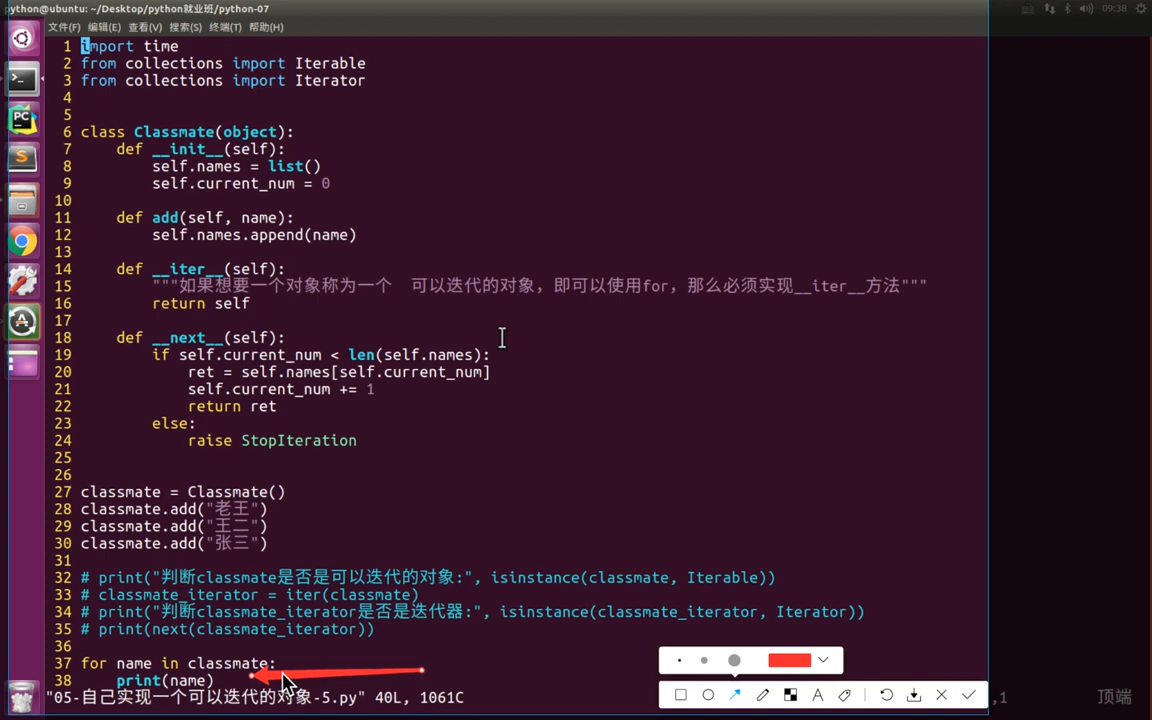 python@ubuntu: ~/Desktop/python就业班/python-07
09:38
文件(F) 编辑(E) 查看(V) 搜索(S) 终端(T) 帮助(H)
1 import time
2 from collections import Iterable
3 from collections import Iterator
4
5
6 class Classmate(object):
7     def __init__(self):
8         self.names = list()
9         self.current_num = 0
10
11     def add(self, name):
12         self.names.append(name)
13
14     def __iter__(self):
15         """如果想要一个对象称为一个  可以迭代的对象，即可以使用for，那么必须实现__iter__方法"""
16         return self
17
18     def __next__(self):
19         if self.current_num < len(self.names):
20             ret = self.names[self.current_num]
21             self.current_num += 1
22             return ret
23         else:
24             raise StopIteration
25
26
27 classmate = Classmate()
28 classmate.add("老王")
29 classmate.add("王二")
30 classmate.add("张三")
31
32 # print("判断classmate是否是可以迭代的对象:", isinstance(classmate, Iterable))
33 # classmate_iterator = iter(classmate)
34 # print("判断classmate_iterator是否是迭代器:", isinstance(classmate_iterator, Iterator))
35 # print(next(classmate_iterator))
36
37 for name in classmate:
38     print(name)
"05-自己实现一个可以迭代的对象-5.py" 40L, 1061C
,1 顶端